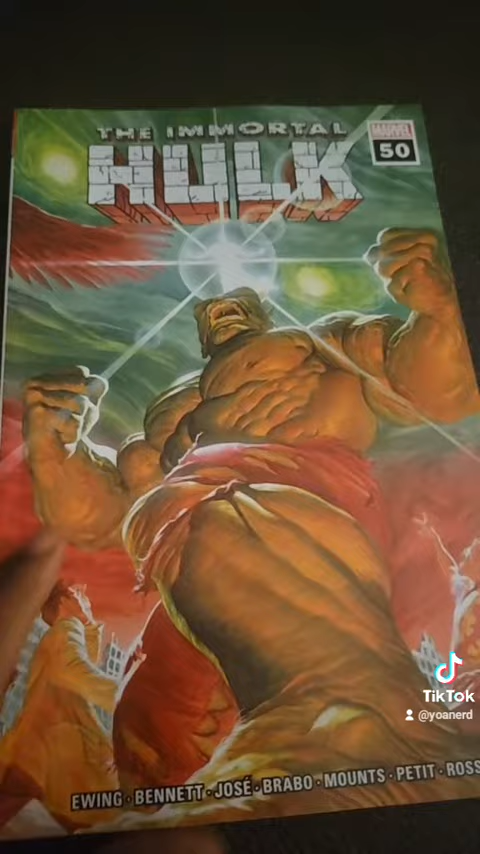 THE IMMORTAL
HULK
MARVEL
50
TikTok
@yoanerd
EWING · BENNETT · JOSÉ · BRABO · MOUNTS · PETIT · ROSS